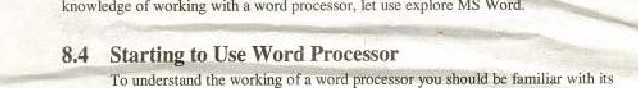 knowledge of working with a word processor, let use explore MS Word.
8.4 Starting to Use Word Processor
To understand the working of a word processor you should be familiar with its